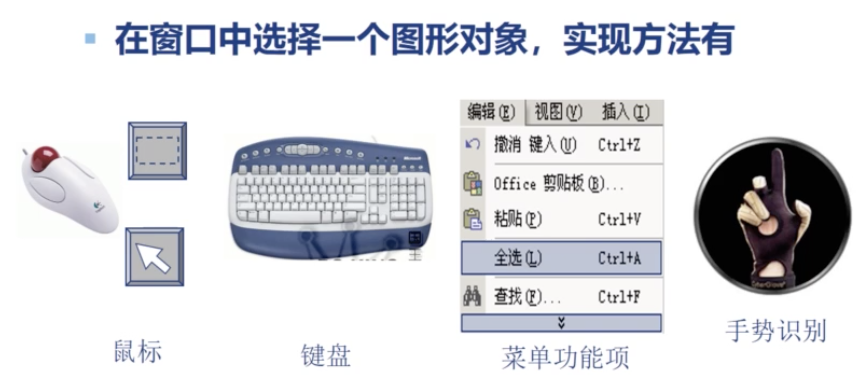 在窗口中选择一个图形对象，实现方法有
编辑(E) 视图(V) 插入(I)
撤消 键入(U) Ctrl+Z
Office 剪贴板(B)...
粘贴(P) Ctrl+V
全选(L) Ctrl+A
查找(F)... Ctrl+F
鼠标
键盘
菜单功能项
手势识别